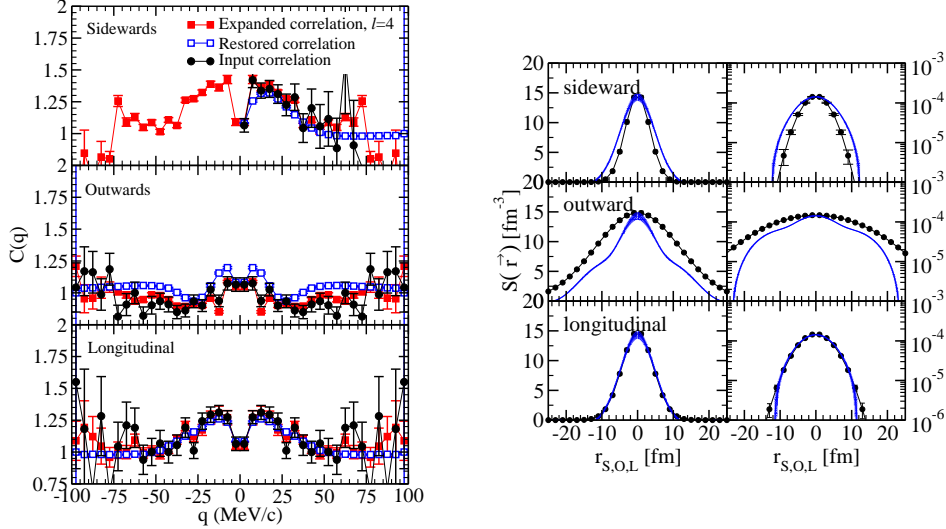 2
Sidewards
Expanded correlation, l=4
Restored correlation
Input correlation
1.75
1.5
1.25
1
2
Outwards
1.75
1.5
1.25
1
2
Longitudinal
1.75
1.5
1.25
1
0.75
C(q)
-100 -75 -50 -25 0 25 50 75 100
q (MeV/c)
20
15
10
5
20
15
10
5
20
15
10
5
0
sideward
outward
longitudinal
S( r→) [fm⁻³]
10⁻³
10⁻⁴
10⁻⁵
10⁻³
10⁻⁴
10⁻⁵
10⁻³
10⁻⁴
10⁻⁵
10⁻⁶
-20 -10 0 10 20
-20 -10 0 10 20
r S,O,L [fm]
r S,O,L [fm]